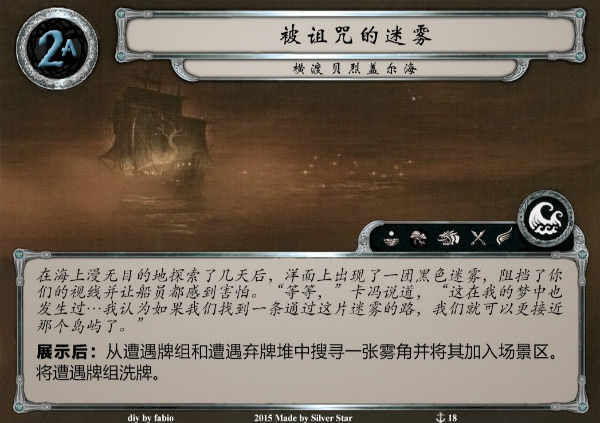 2A
被诅咒的迷雾
横渡贝烈盖尔海
在海上漫无目的地探索了几天后，洋面上出现了一团黑色迷雾，阻挡了你
们的视线并让船员都感到害怕。“等等，”卡冯说道，“这在我的梦中也
发生过…我认为如果我们找到一条通过这片迷雾的路，我们就可以更接近
那个岛屿了。”
展示后：从遭遇牌组和遭遇弃牌堆中搜寻一张雾角并将其加入场景区。
将遭遇牌组洗牌。
diy by fabio
2015 Made by Silver Star
18